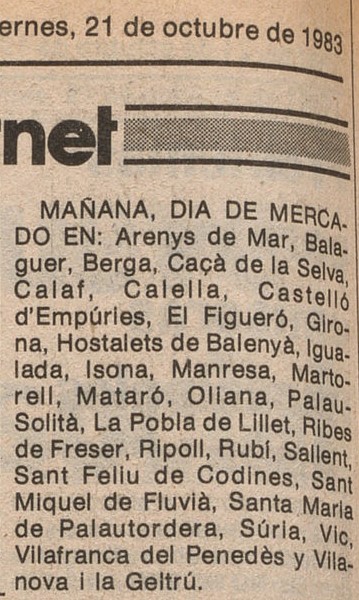 ernes, 21 de octubre de 1983
rnet
MAÑANA, DIA DE MERCA-
DO EN: Arenys de Mar, Bala-
guer, Berga, Caçà de la Selva,
Calaf, Calella, Castelló
d'Empúries, El Figueró, Giro-
na, Hostalets de Balenyà, Igua-
lada, Isona, Manresa, Marto-
rell, Mataró, Oliana, Palau-
Solità, La Pobla de Lillet, Ribes
de Freser, Ripoll, Rubí, Sallent,
Sant Feliu de Codines, Sant
Miquel de Fluvià, Santa Maria
de Palautordera, Súria, Vic,
Vilafranca del Penedès y Vila-
nova i la Geltrú.